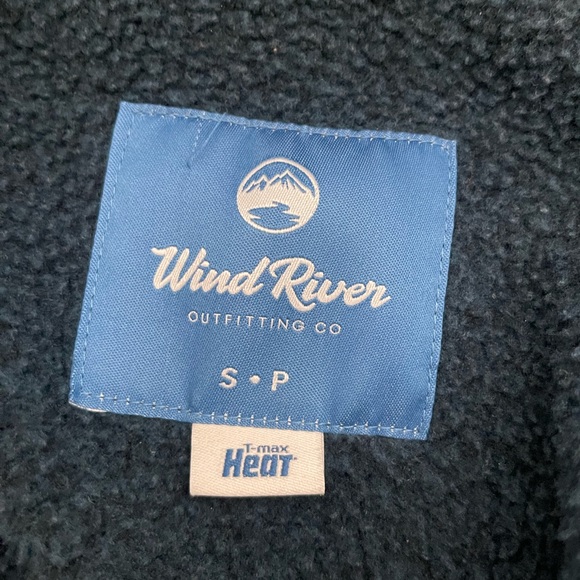 Wind River
OUTFITTING CO
S • P
T-max
HEAT